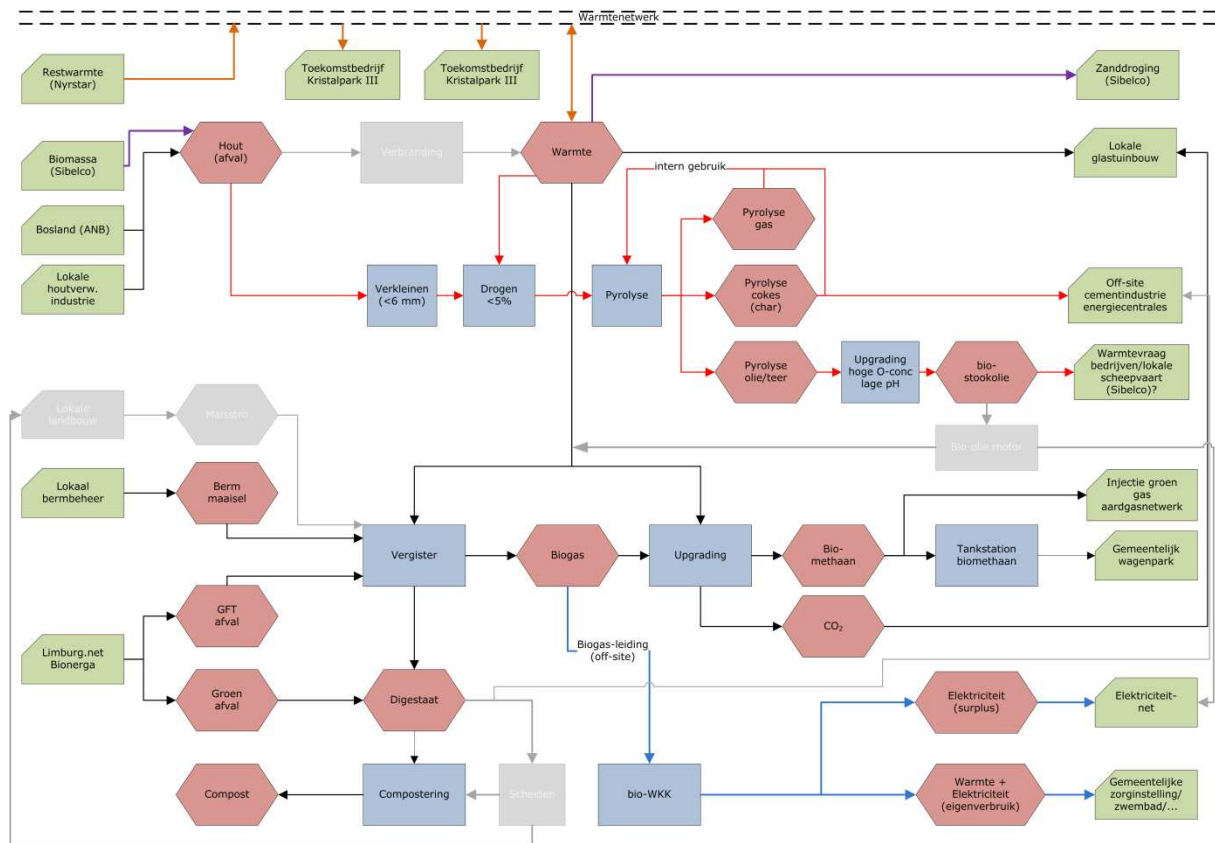 Warmtenetwerk
Restwarmte
(Nyrstar)
Toekomstbedrijf
Kristalpark III
Toekomstbedrijf
Kristalpark III
Zanddroging
(Sibelco)
Biomassa
(Sibelco)
Hout
(afval)
Verbranding
Warmte
Lokale
glastuinbouw
intern gebruik
Bosland (ANB)
Pyrolyse
gas
Lokale
houtverw.
industrie
Verkleinen
(<6 mm)
Drogen
<5%
Pyrolyse
Pyrolyse
cokes
(char)
Off-site
cementindustrie
energiecentrales
Pyrolyse
olie/teer
Upgrading
hoge O-conc
lage pH
bio-
stookolie
Warmtevraag
bedrijven/lokale
scheepvaart
(Sibelco)?
Lokale
landbouw
Maisstro
Bio-olie motor
Lokaal
bermbeheer
Berm
maaisel
Injectie groen
gas
aardgasnetwerk
Vergister
Biogas
Upgrading
Bio-
methaan
Tankstation
biomethaan
Gemeentelijk
wagenpark
GFT
afval
CO₂
Limburg.net
Bionerga
Biogas-leiding
(off-site)
Groen
afval
Digestaat
Elektriciteit
(surplus)
Elektriciteit-
net
Compost
Compostering
Scheiden
bio-WKK
Warmte +
Elektriciteit
(eigenverbruik)
Gemeentelijke
zorginstelling/
zwembad/...